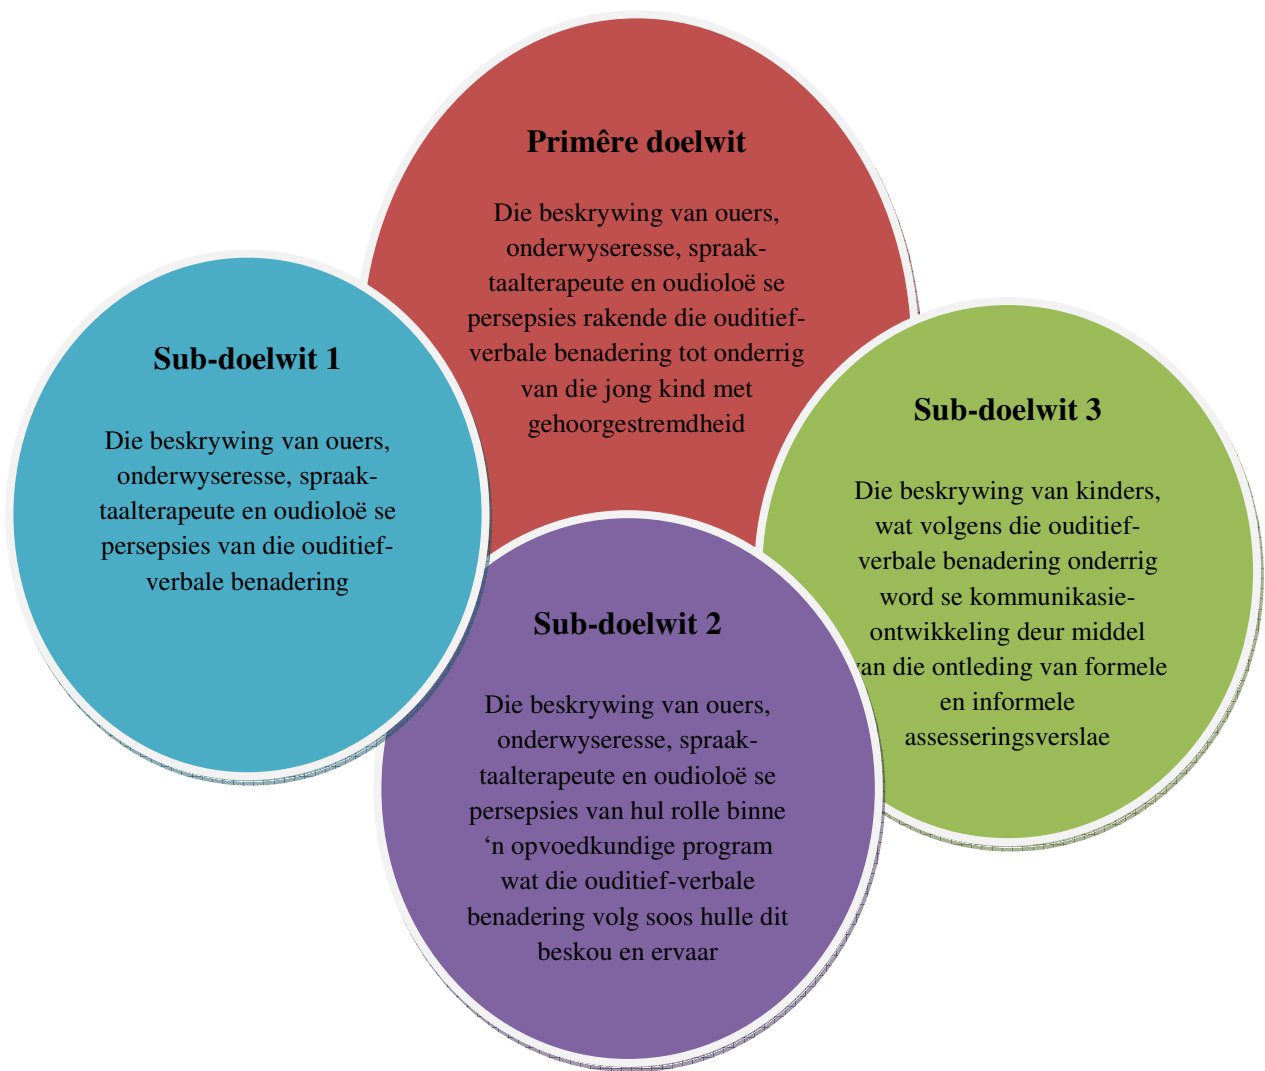 Primêre doelwit
Die beskrywing van ouers,
onderwyseresse, spraak-
taalterapeute en oudioloë se
persepsies rakende die ouditief-
verbale benadering tot onderrig
van die jong kind met
gehoorgestremdheid
Sub-doelwit 1
Die beskrywing van ouers,
onderwyseresse, spraak-
taalterapeute en oudioloë se
persepsies van die ouditief-
verbale benadering
Sub-doelwit 2
Die beskrywing van ouers,
onderwyseresse, spraak-
taalterapeute en oudioloë se
persepsies van hul rolle binne
‘n opvoedkundige program
wat die ouditief-verbale
benadering volg soos hulle dit
beskou en ervaar
Sub-doelwit 3
Die beskrywing van kinders,
wat volgens die ouditief-
verbale benadering onderrig
word se kommunikasie-
ontwikkeling deur middel
van die ontleding van formele
en informele
assesseringsverslae